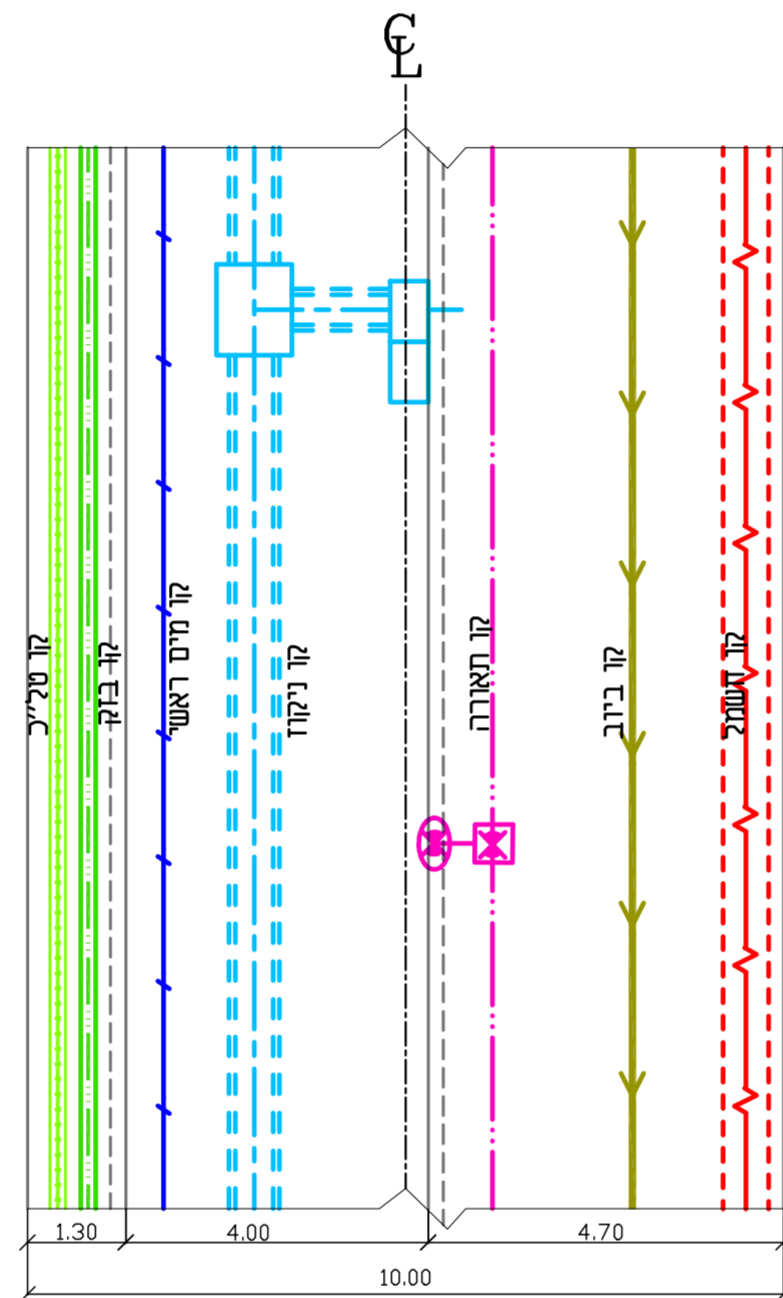 CL
קו טל"כ
קו בזק
קו מים ראשי
קו ניקוז
קו תאורה
קו ביוב
קו חשמל
1.30
4.00
4.70
10.00